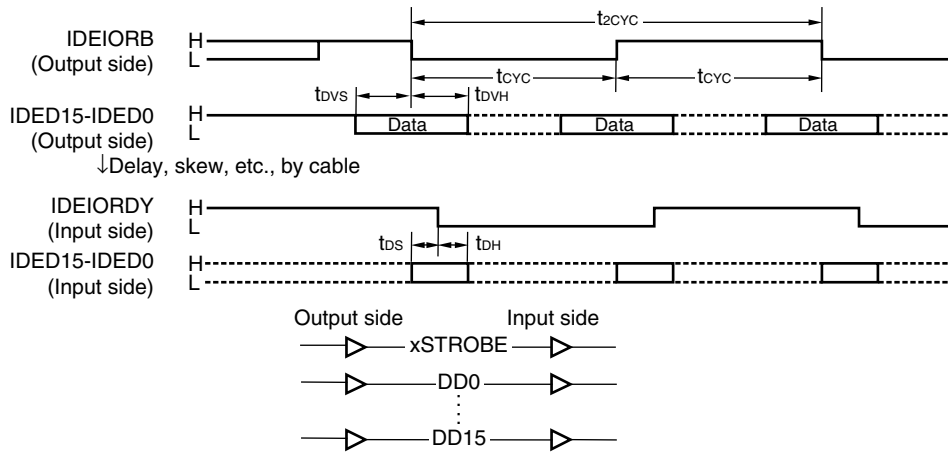 t2CYC
IDEIORB
(Output side)
H
L
tCYC
tCYC
tDVS
tDVH
IDED15-IDED0
(Output side)
H
L
Data
Data
Data
↓Delay, skew, etc., by cable
IDEIORDY
(Input side)
H
L
tDS
tDH
IDED15-IDED0
(Input side)
H
L
Output side
Input side
xSTROBE
DD0
DD15